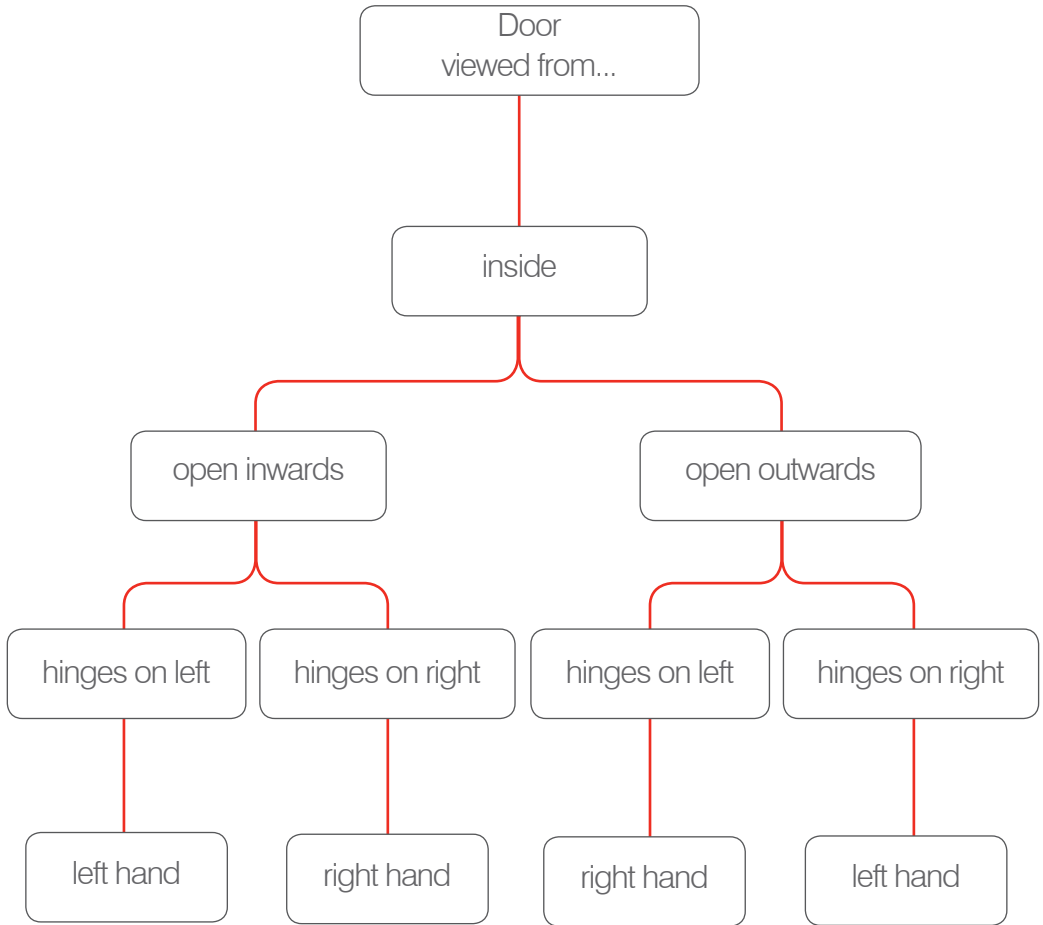 Door
viewed from...
inside
open inwards
open outwards
hinges on left
hinges on right
hinges on left
hinges on right
left hand
right hand
right hand
left hand